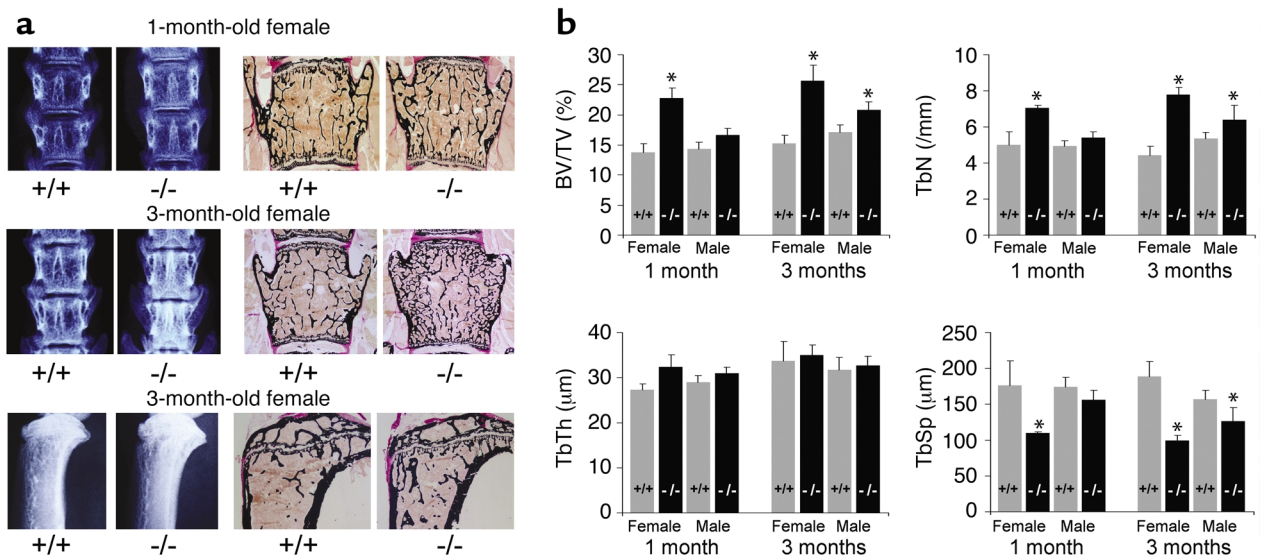 a
1-month-old female
+/+ -/- +/+ -/-
3-month-old female
+/+ -/- +/+ -/-
3-month-old female
+/+ -/- +/+ -/-
b
BV/TV (%)
30
25
20
15
10
5
0
* * *
+/+ -/- +/+ -/- +/+ -/- +/+ -/-
Female Male Female Male
1 month 3 months
TbN (/mm)
10
8
6
4
2
0
* * *
+/+ -/- +/+ -/- +/+ -/- +/+ -/-
Female Male Female Male
1 month 3 months
TbTh (μm)
40
30
20
10
0
+/+ -/- +/+ -/- +/+ -/- +/+ -/-
Female Male Female Male
1 month 3 months
TbSp (μm)
250
200
150
100
50
0
* * *
+/+ -/- +/+ -/- +/+ -/- +/+ -/-
Female Male Female Male
1 month 3 months